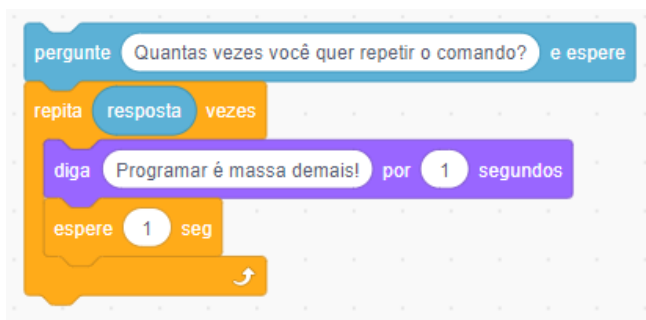 pergunte Quantas vezes você quer repetir o comando? e espere
repita resposta vezes
diga Programar é massa demais! por 1 segundos
espere 1 seg